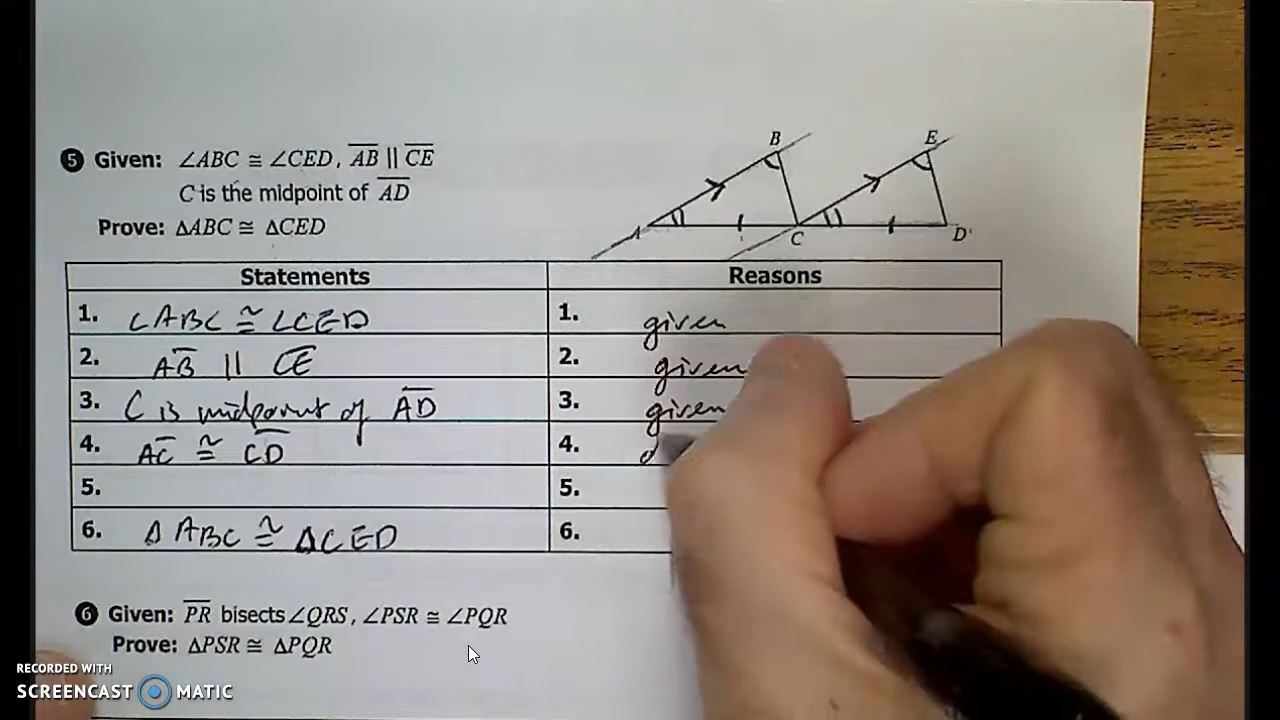 5 Given: ∠ABC ≅ ∠CED, AB || CE
C is the midpoint of AD
Prove: ΔABC ≅ ΔCED
B E
A C D
Statements Reasons
1. ∠ABC ≅ ∠CED 1. given
2. AB || CE 2. given
3. C is midpoint of AD 3. given
4. AC ≅ CD 4.
5. 5.
6. Δ ABC ≅ ΔCED 6.
6 Given: PR bisects ∠QRS, ∠PSR ≅ ∠PQR
Prove: ΔPSR ≅ ΔPQR
RECORDED WITH
SCREENCAST MATIC